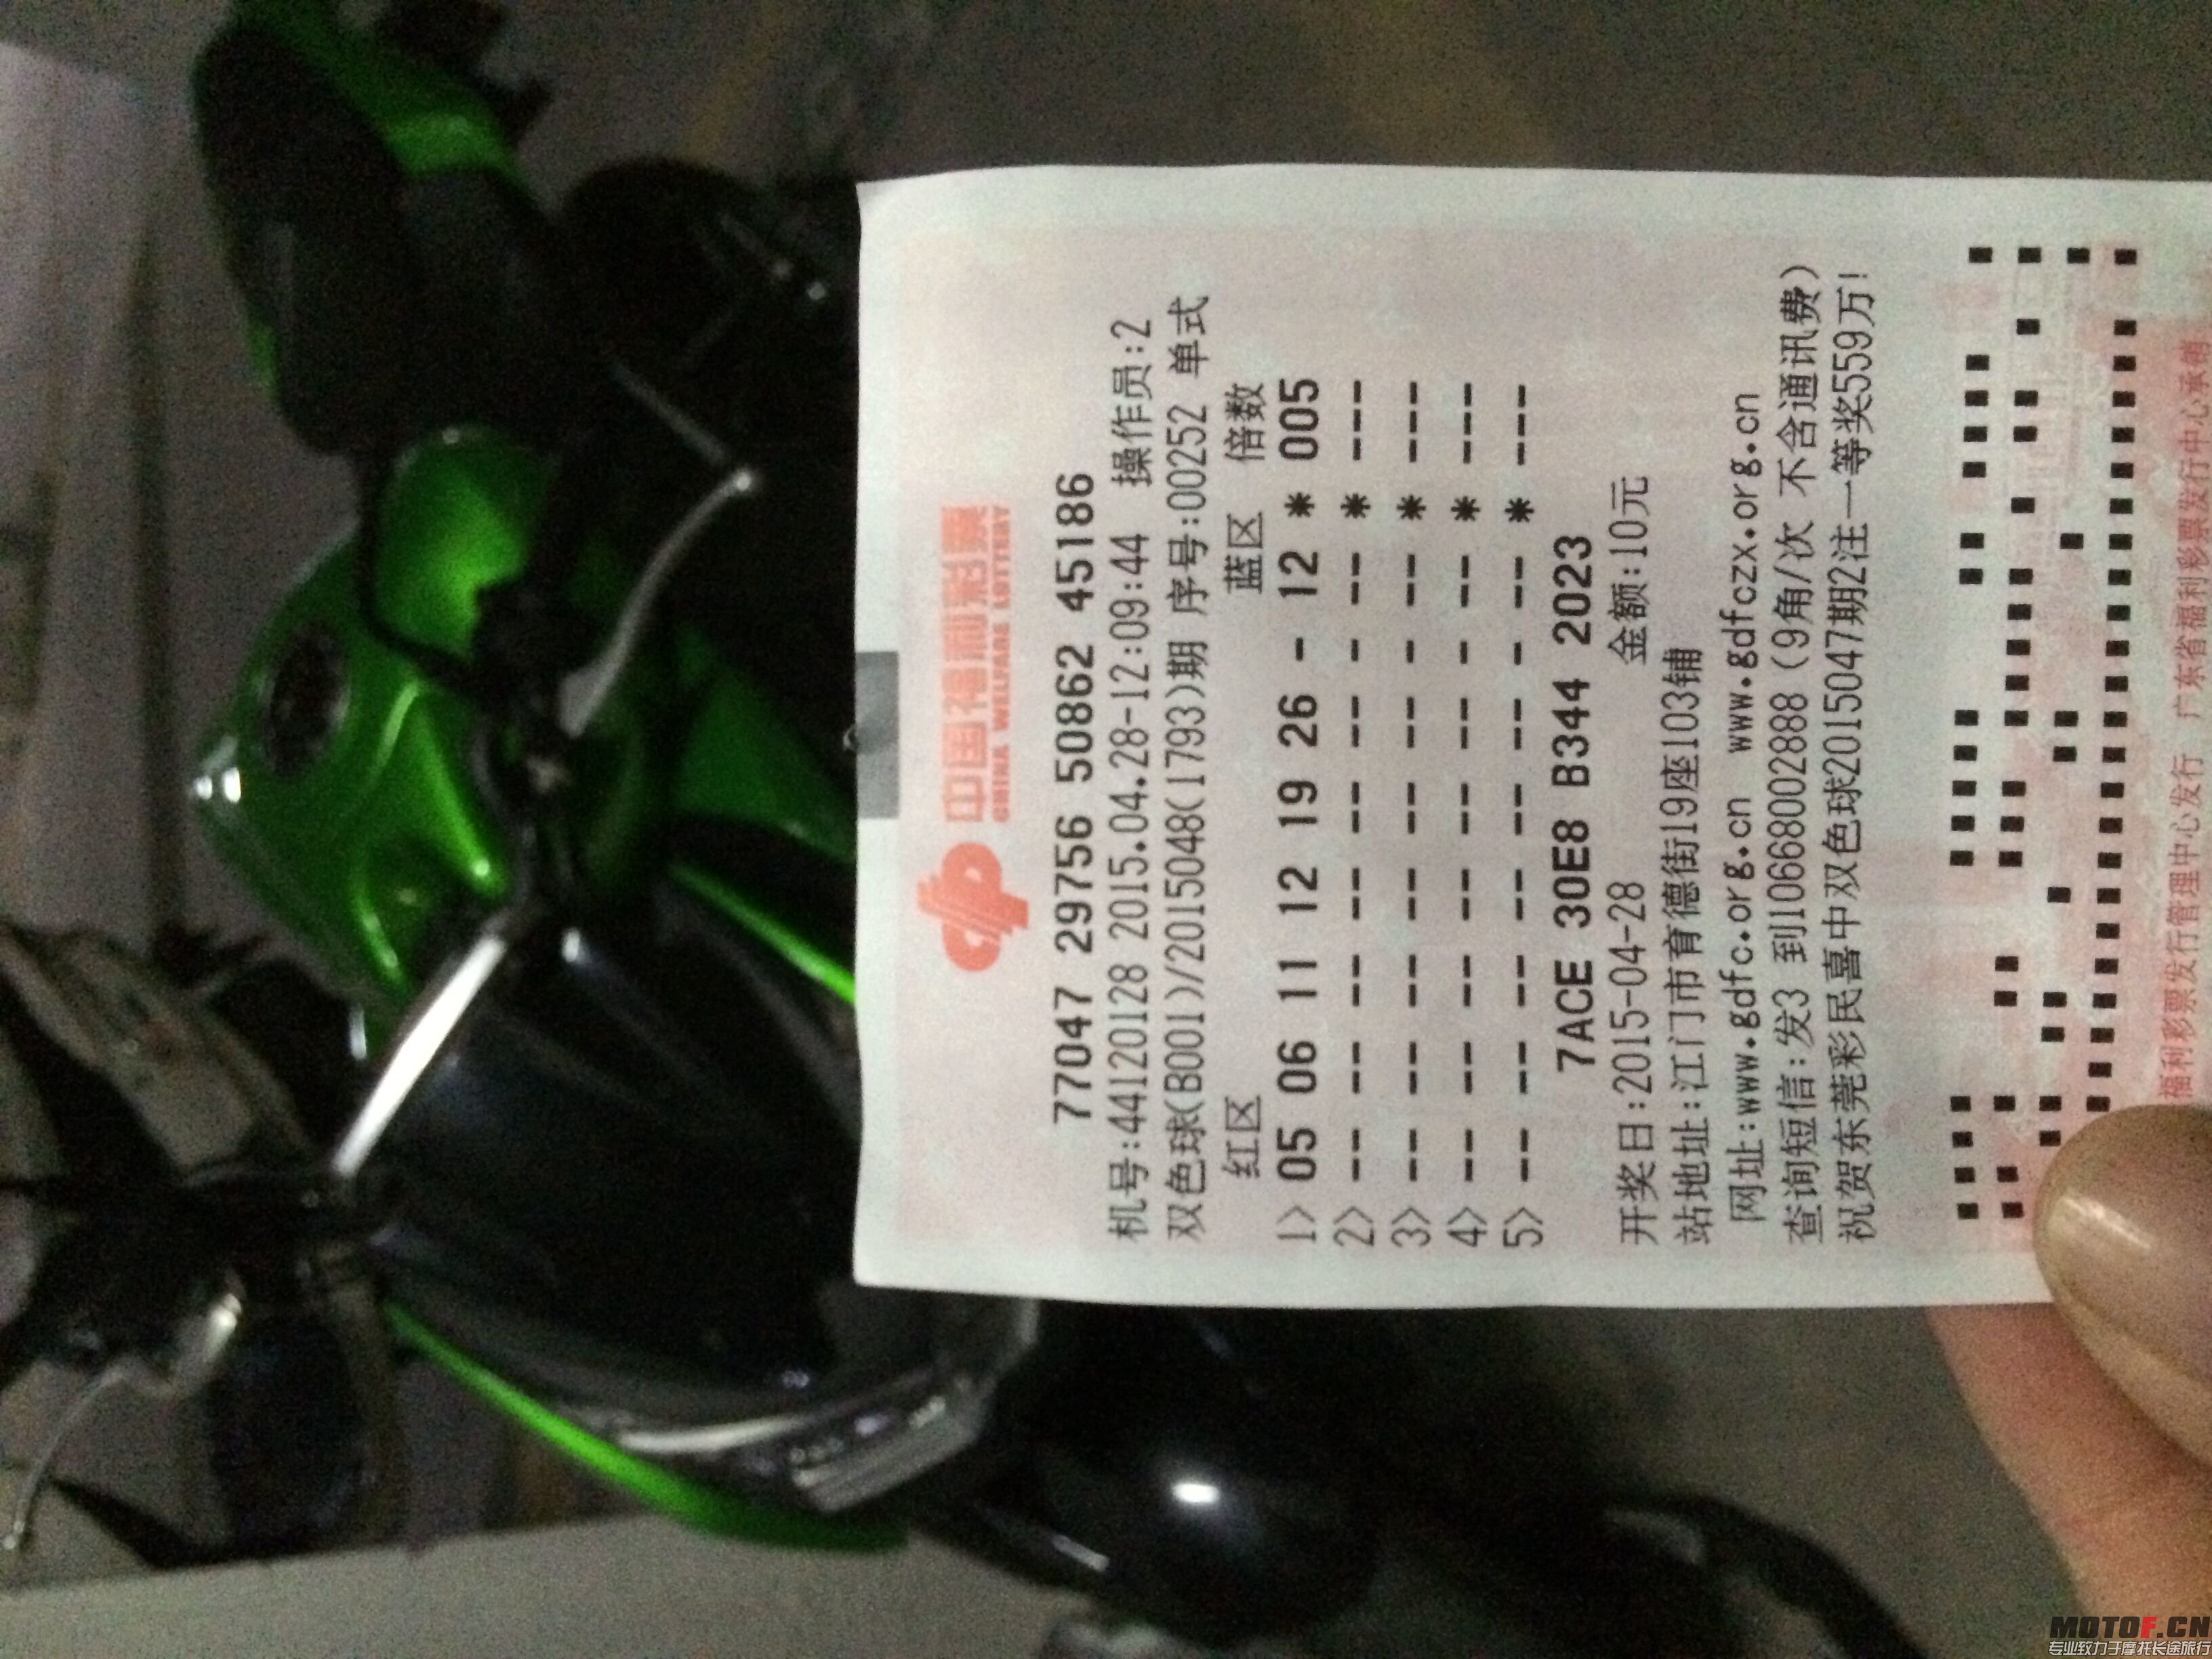 中国福利彩票
CHINA WELFARE LOTTERY
77047 29756 50862 45186
机号:44120128 2015.04.28-12:09:44 操作员:2
双色球(B001)/2015048(1793)期 序号:00252 单式
红区 蓝区 倍数
1> 05 06 11 12 19 26 - 12 * 005
2> -- -- -- -- -- -- - -- * ---
3> -- -- -- -- -- -- - -- * ---
4> -- -- -- -- -- -- - -- * ---
5> -- -- -- -- -- -- - -- * ---
7ACE 30E8 B344 2023
开奖日:2015-04-28 金额:10元
站地址:江门市育德街19座103铺
网址:www.gdfc.org.cn www.gdfczx.org.cn
查询短信:发3 到10668002888(9角/次 不含通讯费)
祝贺东莞彩民喜中双色球2015047期2注一等奖559万!
福利彩票发行管理中心发行 广东省福利彩票发行中心承销
MOTOF.CN
专业致力于摩托长途旅行